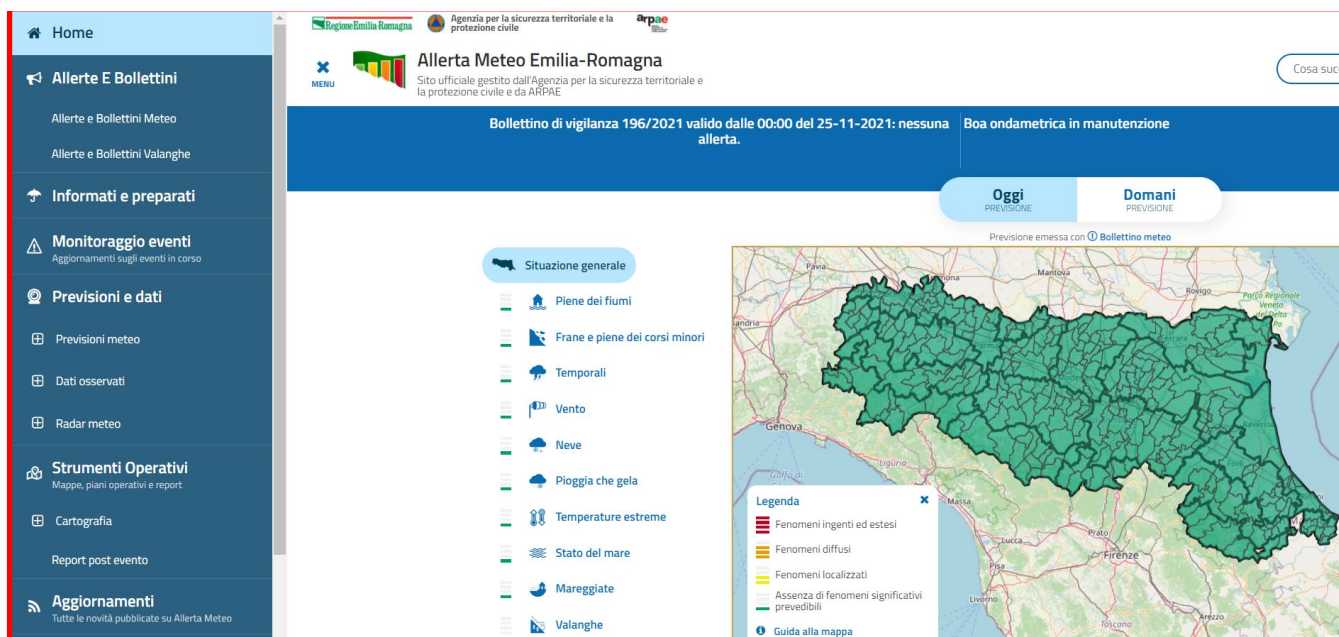 Home
Allerte E Bollettini
Allerte e Bollettini Meteo
Allerte e Bollettini Valanghe
Informati e preparati
Monitoraggio eventi
Aggiornamenti sugli eventi in corso
Previsioni e dati
Previsioni meteo
Dati osservati
Radar meteo
Strumenti Operativi
Mappe, piani operativi e report
Cartografia
Report post evento
Aggiornamenti
Tutte le novità pubblicate su Allerta Meteo
RegioneEmilia-Romagna
Agenzia per la sicurezza territoriale e la
protezione civile
arpae
MENU
Allerta Meteo Emilia-Romagna
Sito ufficiale gestito dall'Agenzia per la sicurezza territoriale e
la protezione civile e da ARPAE
Cosa suc
Bollettino di vigilanza 196/2021 valido dalle 00:00 del 25-11-2021: nessuna
allerta.
Boa ondametrica in manutenzione
Oggi
PREVISIONE
Domani
PREVISIONE
Previsione emessa con Bollettino meteo
Situazione generale
Piene dei fiumi
Frane e piene dei corsi minori
Temporali
Vento
Neve
Pioggia che gela
Temperature estreme
Stato del mare
Mareggiate
Valanghe
Pavia
Mantova
Rovigo
Parco Regionale
Veneto
del Delta
Po
Ferrara
Genova
Liguria
Golfo di
Massa
Lucca
Prato
Pisa
Firenze
Livorno
Toscana
Arezzo
Legenda
Fenomeni ingenti ed estesi
Fenomeni diffusi
Fenomeni localizzati
Assenza di fenomeni significativi
prevedibili
Guida alla mappa